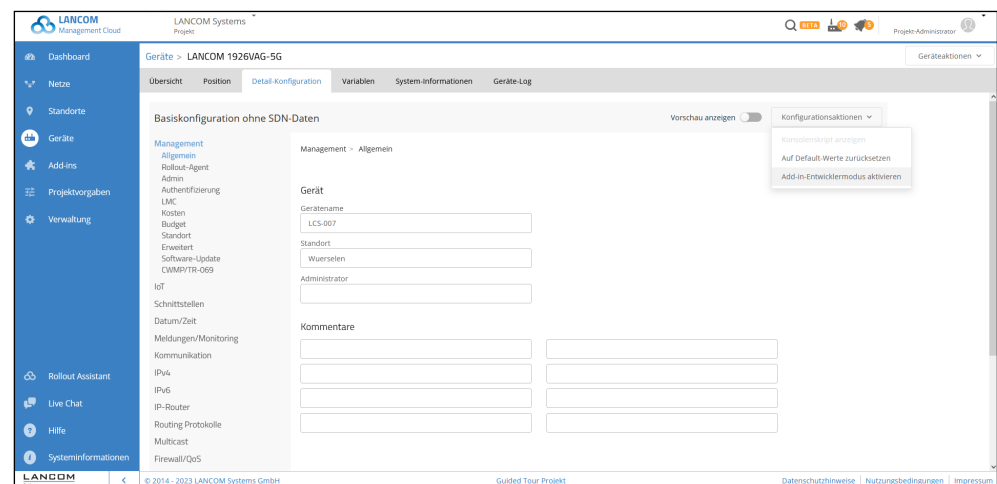 LANCOM
Management Cloud
LANCOM Systems
Projekt
BETA
10
5
Projekt-Administrator
Dashboard
Netze
Standorte
Geräte
Add-ins
Projektvorgaben
Verwaltung
Rollout Assistant
Live Chat
Hilfe
Systeminformationen
LANCOM
Geräte > LANCOM 1926VAG-5G
Geräteaktionen
Übersicht Position Detail-Konfiguration Variablen System-Informationen Geräte-Log
Basiskonfiguration ohne SDN-Daten
Vorschau anzeigen
Konfigurationsaktionen
Konsolenskript anzeigen
Auf Default-Werte zurücksetzen
Add-in-Entwicklermodus aktivieren
Management
Allgemein
Rollout-Agent
Admin
Authentifizierung
LMC
Kosten
Budget
Standort
Erweitert
Software-Update
CWMP/TR-069
IoT
Schnittstellen
Datum/Zeit
Meldungen/Monitoring
Kommunikation
IPv4
IPv6
IP-Router
Routing Protokolle
Multicast
Firewall/QoS
Management > Allgemein
Gerät
Gerätename
LCS-007
Standort
Wuerselen
Administrator
Kommentare
© 2014 - 2023 LANCOM Systems GmbH
Guided Tour Projekt
Datenschutzhinweise | Nutzungsbedingungen | Impressum